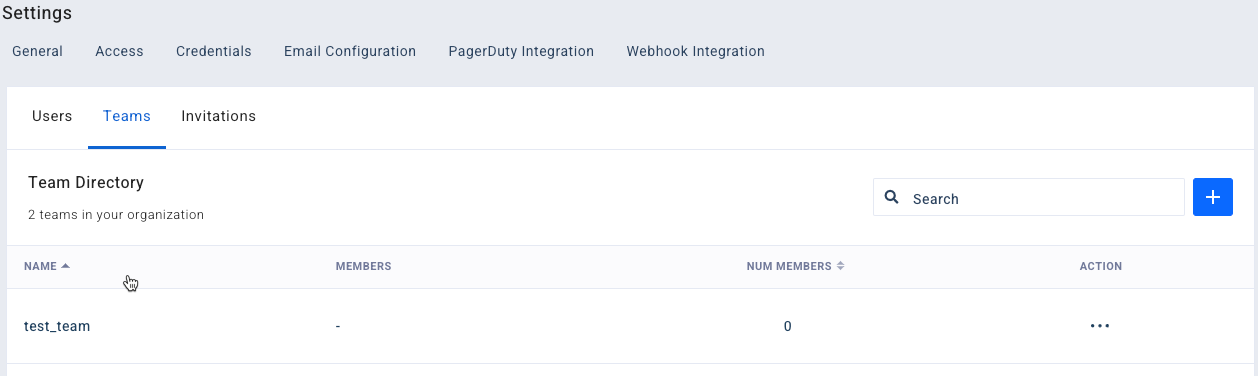 Settings
General Access Credentials Email Configuration PagerDuty Integration Webhook Integration
Users Teams Invitations
Team Directory
2 teams in your organization
Search
NAME MEMBERS NUM MEMBERS ACTION
test_team - 0 ...